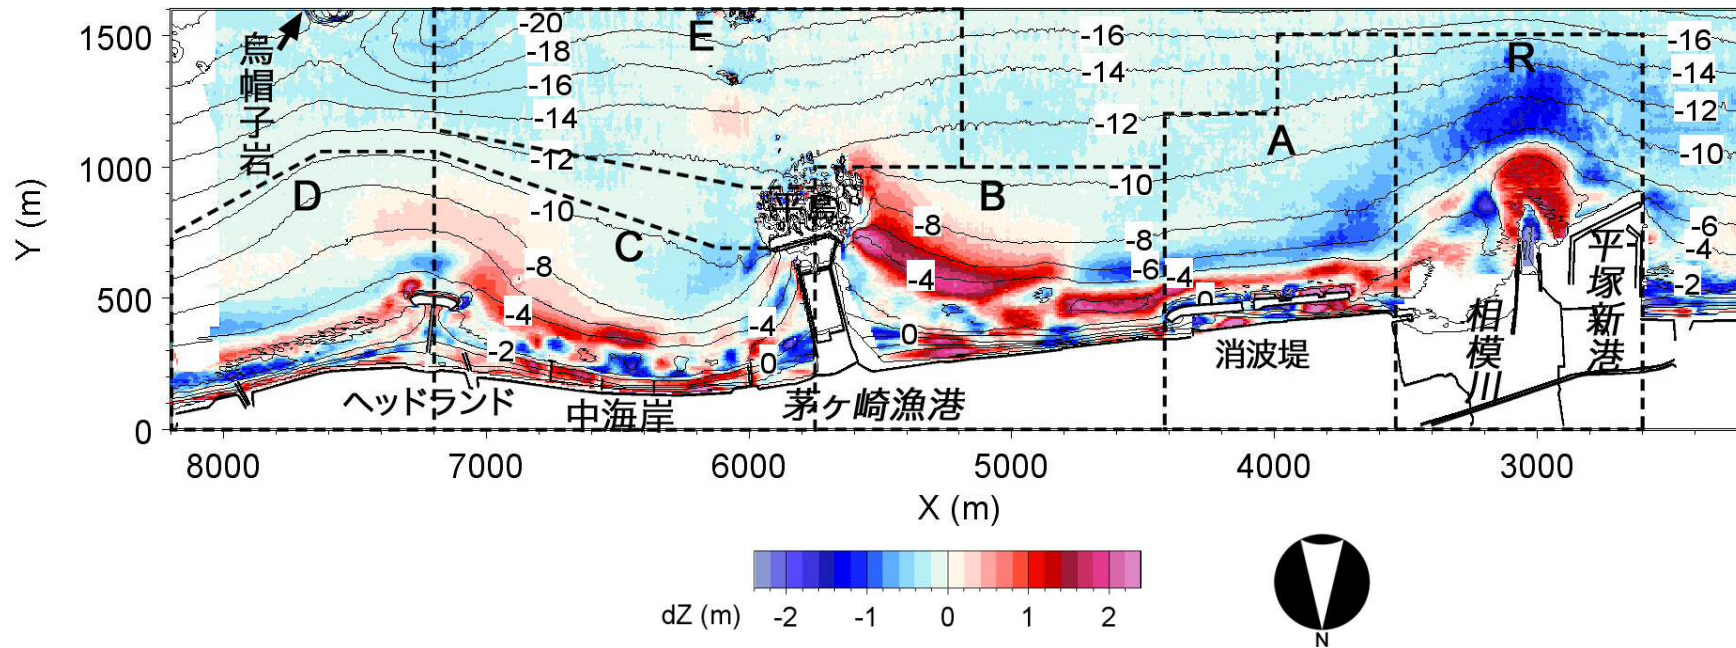 1500
1000
500
0
Y (m)
8000
7000
6000
5000
4000
3000
X (m)
烏帽子岩
-20
-18
-16
-14
-12
-10
-8
-4
-2
E
D
C
平島
-4
0
B
-8
-4
0
-16
-14
-12
-10
-8
-6
-4
0
A
R
-16
-14
-12
-10
-6
-4
-2
ヘッドランド
中海岸
茅ヶ崎漁港
消波堤
相模川
平塚新港
dZ (m)
-2
-1
0
1
2
N